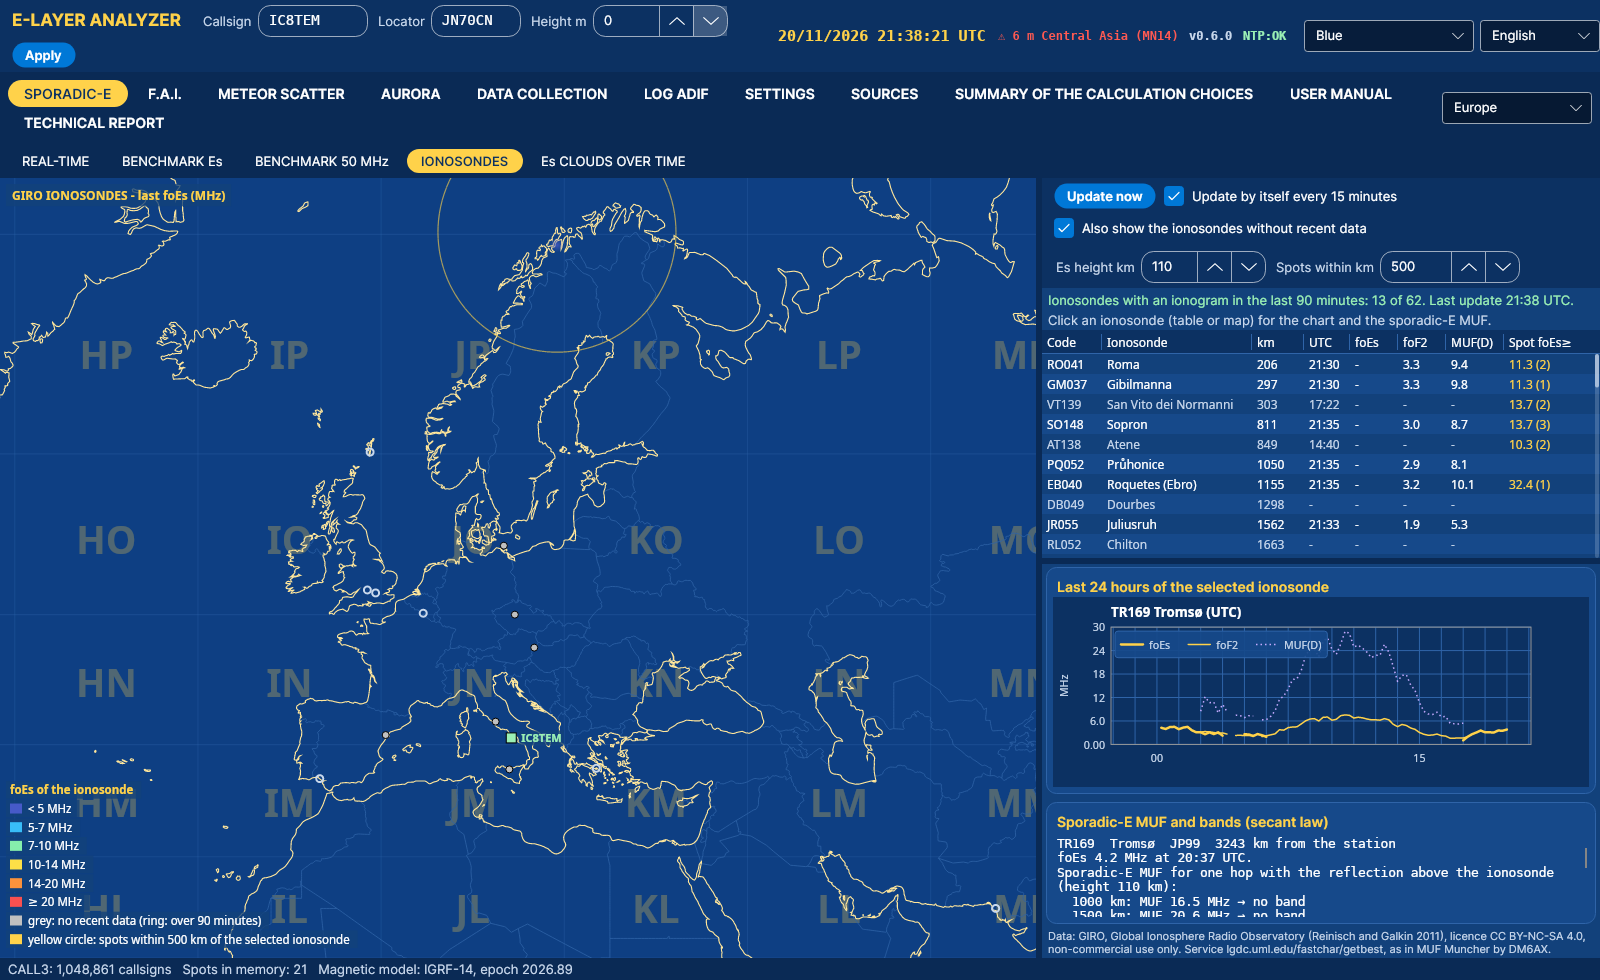 E-LAYER ANALYZER
Callsign IC8TEM Locator JN70CN Height m 0
Apply
20/11/2026 21:38:21 UTC ⚠ 6 m Central Asia (MN14) v0.6.0 NTP:OK Blue English
SPORADIC-E F.A.I. METEOR SCATTER AURORA DATA COLLECTION LOG ADIF SETTINGS SOURCES SUMMARY OF THE CALCULATION CHOICES USER MANUAL
TECHNICAL REPORT
Europe
REAL-TIME BENCHMARK Es BENCHMARK 50 MHz IONOSONDES Es CLOUDS OVER TIME
GIRO IONOSONDES - last foEs (MHz)
HP IP JP KP LP
HO IO JO KO LO MO
HN IN JN KN LN
IC8TEM
HM IM JM KM LM
IL JL KL
foEs of the ionosonde
< 5 MHz
5-7 MHz
7-10 MHz
10-14 MHz
14-20 MHz
≥ 20 MHz
grey: no recent data (ring: over 90 minutes)
yellow circle: spots within 500 km of the selected ionosonde
Update now Update by itself every 15 minutes
Also show the ionosondes without recent data
Es height km 110 Spots within km 500
Ionosondes with an ionogram in the last 90 minutes: 13 of 62. Last update 21:38 UTC.
Click an ionosonde (table or map) for the chart and the sporadic-E MUF.
Code Ionosonde km UTC foEs foF2 MUF(D) Spot foEs≥
RO041 Roma 206 21:30 - 3.3 9.4 11.3 (2)
GM037 Gibilmanna 297 21:30 - 3.3 9.8 11.3 (1)
VT139 San Vito dei Normanni 303 17:22 - - - 13.7 (2)
SO148 Sopron 811 21:35 - 3.0 8.7 13.7 (3)
AT138 Atene 849 14:40 - - - 10.3 (2)
PQ052 Průhonice 1050 21:35 - 2.9 8.1
EB040 Roquetes (Ebro) 1155 21:35 - 3.2 10.1 32.4 (1)
DB049 Dourbes 1298 - - - -
JR055 Juliusruh 1562 21:33 - 1.9 5.3
RL052 Chilton 1663 - - - -
Last 24 hours of the selected ionosonde
TR169 Tromsø (UTC)
foEs foF2 MUF(D)
MHz
30
24
18
12
6.0
0.00
00 15
Sporadic-E MUF and bands (secant law)
TR169 Tromsø JP99 3243 km from the station
foEs 4.2 MHz at 20:37 UTC.
Sporadic-E MUF for one hop with the reflection above the ionosonde
(height 110 km):
1000 km: MUF 16.5 MHz → no band
1500 km: MUF 20.6 MHz → no band
Data: GIRO, Global Ionosphere Radio Observatory (Reinisch and Galkin 2011), licence CC BY-NC-SA 4.0,
non-commercial use only. Service lgdc.uml.edu/fastchar/getbest, as in MUF Muncher by DM6AX.
CALL3: 1,048,861 callsigns Spots in memory: 21 Magnetic model: IGRF-14, epoch 2026.89